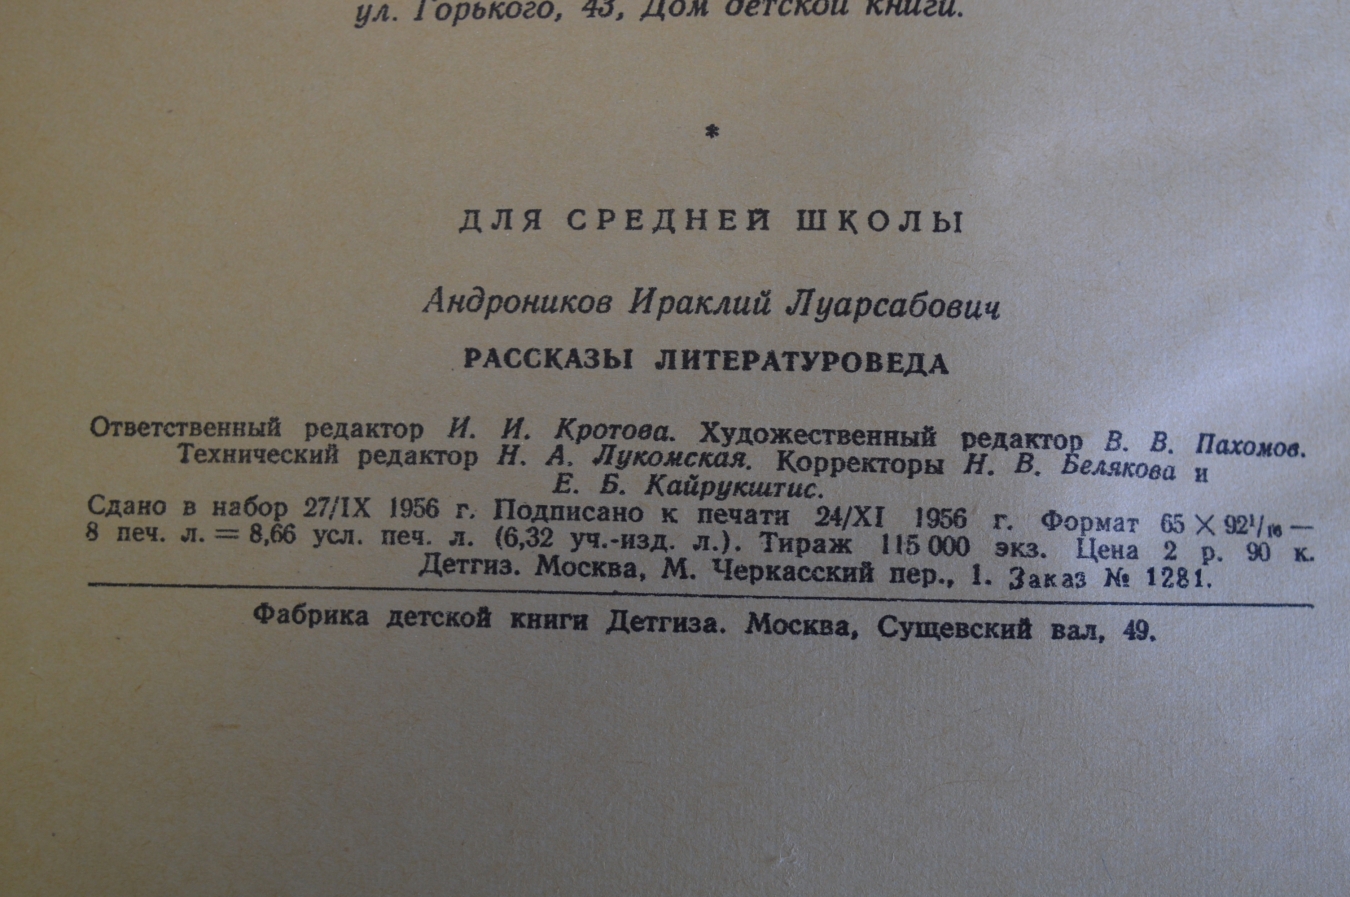 ул. Горького, 43, Дом детской книги.
*
ДЛЯ СРЕДНЕЙ ШКОЛЫ
Андроников Ираклий Луарсабович
РАССКАЗЫ ЛИТЕРАТУРОВЕДА
Ответственный редактор И. И. Кротова. Художественный редактор В. В. Пахомов.
Технический редактор Н. А. Лукомская. Корректоры Н. В. Белякова и
Е. Б. Кайрукштис.
Сдано в набор 27/IX 1956 г. Подписано к печати 24/XI 1956 г. Формат 65 × 92¹/₁₆ —
8 печ. л. = 8,66 усл. печ. л. (6,32 уч.-изд. л.). Тираж 115 000 экз. Цена 2 р. 90 к.
Детгиз. Москва, М. Черкасский пер., 1. Заказ № 1281.
Фабрика детской книги Детгиза. Москва, Сущевский вал, 49.